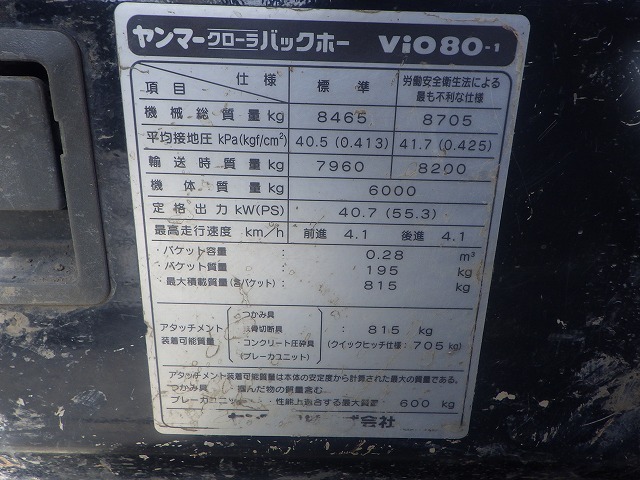 ヤンマークローラバックホー ViO80-1
項目 仕様 標準 労働安全衛生法による最も不利な仕様
機械総質量 kg 8465 8705
平均接地圧 kPa(kgf/cm²) 40.5 (0.413) 41.7 (0.425)
輸送時質量 kg 7960 8200
機体質量 kg 6000
定格出力 kW(PS) 40.7 (55.3)
最高走行速度 km/h 前進 4.1 後進 4.1
・バケット容量 : 0.28 m³
・バケット質量 : 195 kg
・最大積載質量(含バケット) : 815 kg
アタッチメント装着可能質量
つかみ具
鉄骨切断具
コンクリート圧砕具
(ブレーカユニット)
: 815 kg
(クイックヒッチ仕様: 705 kg)
アタッチメント装着可能質量は本体の安定度から計算された最大の質量である。
つかみ具 : 掴んだ物の質量含む
ブレーカユニット : 性能上適合する最大質量 600 kg